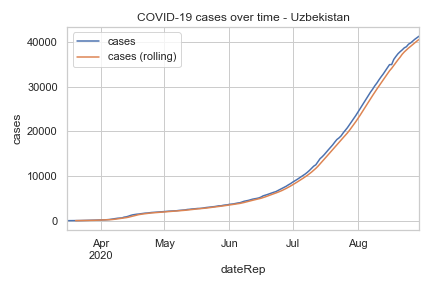 COVID-19 cases over time - Uzbekistan
cases
cases (rolling)
40000
30000
20000
10000
0
cases
Apr
2020
May
Jun
Jul
Aug
dateRep